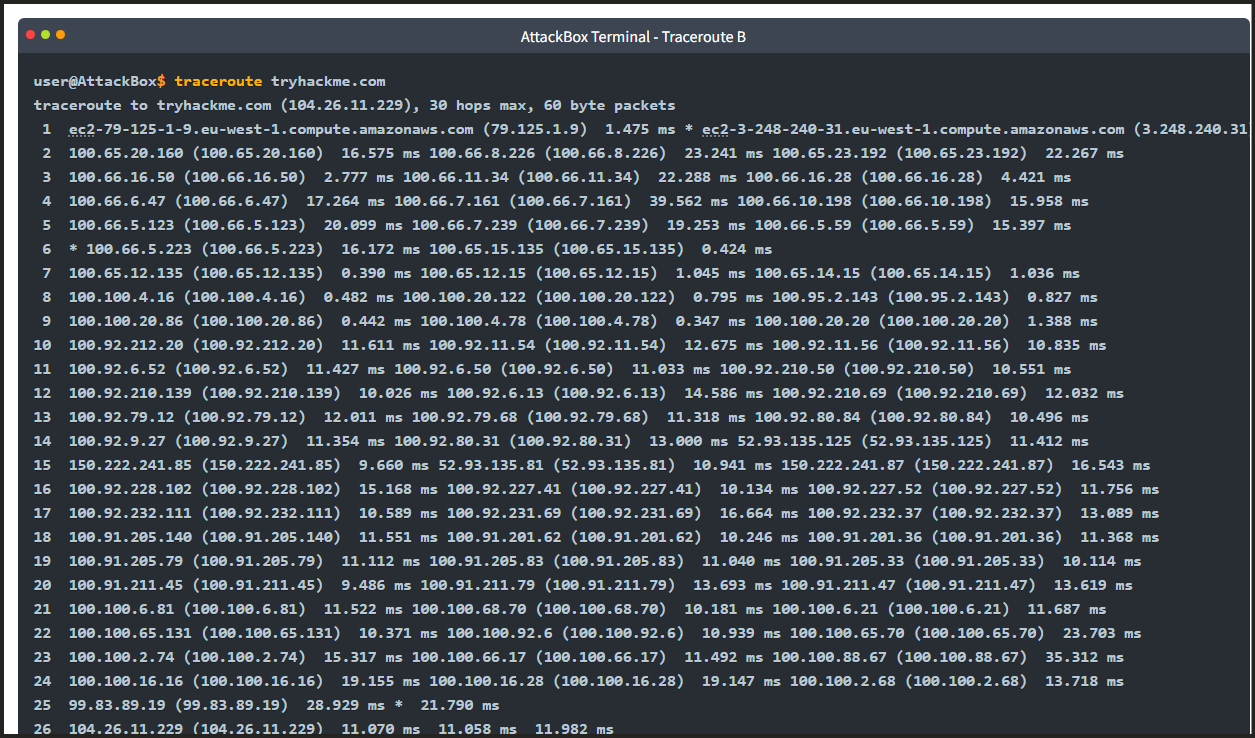 AttackBox Terminal - Traceroute B
user@AttackBox$ traceroute tryhackme.com
traceroute to tryhackme.com (104.26.11.229), 30 hops max, 60 byte packets
1 ec2-79-125-1-9.eu-west-1.compute.amazonaws.com (79.125.1.9) 1.475 ms * ec2-3-248-240-31.eu-west-1.compute.amazonaws.com (3.248.240.31)
2 100.65.20.160 (100.65.20.160) 16.575 ms 100.66.8.226 (100.66.8.226) 23.241 ms 100.65.23.192 (100.65.23.192) 22.267 ms
3 100.66.16.50 (100.66.16.50) 2.777 ms 100.66.11.34 (100.66.11.34) 22.288 ms 100.66.16.28 (100.66.16.28) 4.421 ms
4 100.66.6.47 (100.66.6.47) 17.264 ms 100.66.7.161 (100.66.7.161) 39.562 ms 100.66.10.198 (100.66.10.198) 15.958 ms
5 100.66.5.123 (100.66.5.123) 20.099 ms 100.66.7.239 (100.66.7.239) 19.253 ms 100.66.5.59 (100.66.5.59) 15.397 ms
6 * 100.66.5.223 (100.66.5.223) 16.172 ms 100.65.15.135 (100.65.15.135) 0.424 ms
7 100.65.12.135 (100.65.12.135) 0.390 ms 100.65.12.15 (100.65.12.15) 1.045 ms 100.65.14.15 (100.65.14.15) 1.036 ms
8 100.100.4.16 (100.100.4.16) 0.482 ms 100.100.20.122 (100.100.20.122) 0.795 ms 100.95.2.143 (100.95.2.143) 0.827 ms
9 100.100.20.86 (100.100.20.86) 0.442 ms 100.100.4.78 (100.100.4.78) 0.347 ms 100.100.20.20 (100.100.20.20) 1.388 ms
10 100.92.212.20 (100.92.212.20) 11.611 ms 100.92.11.54 (100.92.11.54) 12.675 ms 100.92.11.56 (100.92.11.56) 10.835 ms
11 100.92.6.52 (100.92.6.52) 11.427 ms 100.92.6.50 (100.92.6.50) 11.033 ms 100.92.210.50 (100.92.210.50) 10.551 ms
12 100.92.210.139 (100.92.210.139) 10.026 ms 100.92.6.13 (100.92.6.13) 14.586 ms 100.92.210.69 (100.92.210.69) 12.032 ms
13 100.92.79.12 (100.92.79.12) 12.011 ms 100.92.79.68 (100.92.79.68) 11.318 ms 100.92.80.84 (100.92.80.84) 10.496 ms
14 100.92.9.27 (100.92.9.27) 11.354 ms 100.92.80.31 (100.92.80.31) 13.000 ms 52.93.135.125 (52.93.135.125) 11.412 ms
15 150.222.241.85 (150.222.241.85) 9.660 ms 52.93.135.81 (52.93.135.81) 10.941 ms 150.222.241.87 (150.222.241.87) 16.543 ms
16 100.92.228.102 (100.92.228.102) 15.168 ms 100.92.227.41 (100.92.227.41) 10.134 ms 100.92.227.52 (100.92.227.52) 11.756 ms
17 100.92.232.111 (100.92.232.111) 10.589 ms 100.92.231.69 (100.92.231.69) 16.664 ms 100.92.232.37 (100.92.232.37) 13.089 ms
18 100.91.205.140 (100.91.205.140) 11.551 ms 100.91.201.62 (100.91.201.62) 10.246 ms 100.91.201.36 (100.91.201.36) 11.368 ms
19 100.91.205.79 (100.91.205.79) 11.112 ms 100.91.205.83 (100.91.205.83) 11.040 ms 100.91.205.33 (100.91.205.33) 10.114 ms
20 100.91.211.45 (100.91.211.45) 9.486 ms 100.91.211.79 (100.91.211.79) 13.693 ms 100.91.211.47 (100.91.211.47) 13.619 ms
21 100.100.6.81 (100.100.6.81) 11.522 ms 100.100.68.70 (100.100.68.70) 10.181 ms 100.100.6.21 (100.100.6.21) 11.687 ms
22 100.100.65.131 (100.100.65.131) 10.371 ms 100.100.92.6 (100.100.92.6) 10.939 ms 100.100.65.70 (100.100.65.70) 23.703 ms
23 100.100.2.74 (100.100.2.74) 15.317 ms 100.100.66.17 (100.100.66.17) 11.492 ms 100.100.88.67 (100.100.88.67) 35.312 ms
24 100.100.16.16 (100.100.16.16) 19.155 ms 100.100.16.28 (100.100.16.28) 19.147 ms 100.100.2.68 (100.100.2.68) 13.718 ms
25 99.83.89.19 (99.83.89.19) 28.929 ms * 21.790 ms
26 104.26.11.229 (104.26.11.229) 11.070 ms 11.058 ms 11.982 ms